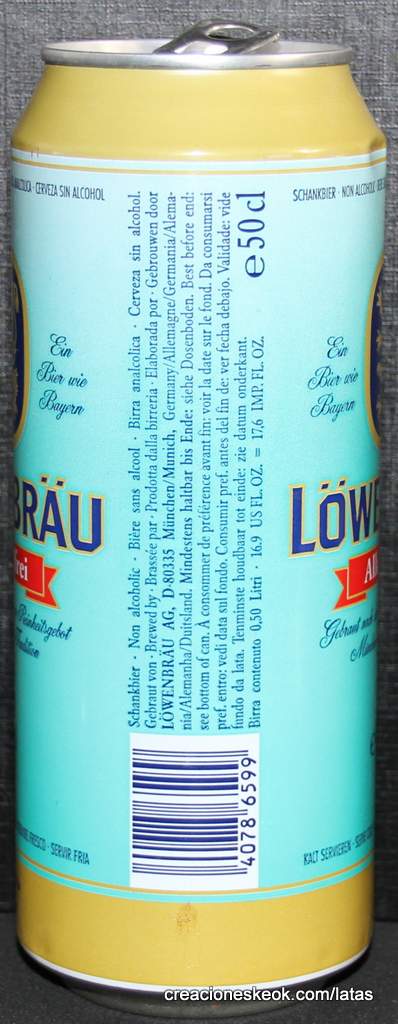 ANALCOLICA · CERVEZA SIN ALCOHOL
SCHANKBIER · NON ALCOHOLIC
Ein
Bier wie
Bayern
BRÄU
rei
Reinheitsgebot
Tradition
FRESCO · SERVIR FRIA
Schankbier · Non alcoholic · Bière sans alcool · Birra analcolica · Cerveza sin alcohol.
Gebraut von · Brewed by · Brassée par · Prodotta dalla birreria · Elaborada por · Gebrouwen door
LÖWENBRÄU AG, D-80335 München/Munich, Germany/Allemagne/Germania/Alema-
nia/Alemanha/Duitsland. Mindestens haltbar bis Ende: siehe Dosenboden. Best before end:
see bottom of can. À consommer de préférence avant fin: voir la date sur le fond. Da consumarsi
pref. entro: vedi data sul fondo. Consumir pref. antes del fin de: ver fecha debajo. Validade: vide
fundo da lata. Tenminste houdbaar tot einde: zie datum onderkant.
Birra contenuto 0,50 Litri · 16.9 US FL. OZ. = 17.6 IMP. FL. OZ.
e 50 cl
4078 6599
Ein
Bier wie
Bayern
LÖWE
Al
Gebraut nach
KALT SERVIEREN · SERVE
creacioneskeok.com/latas